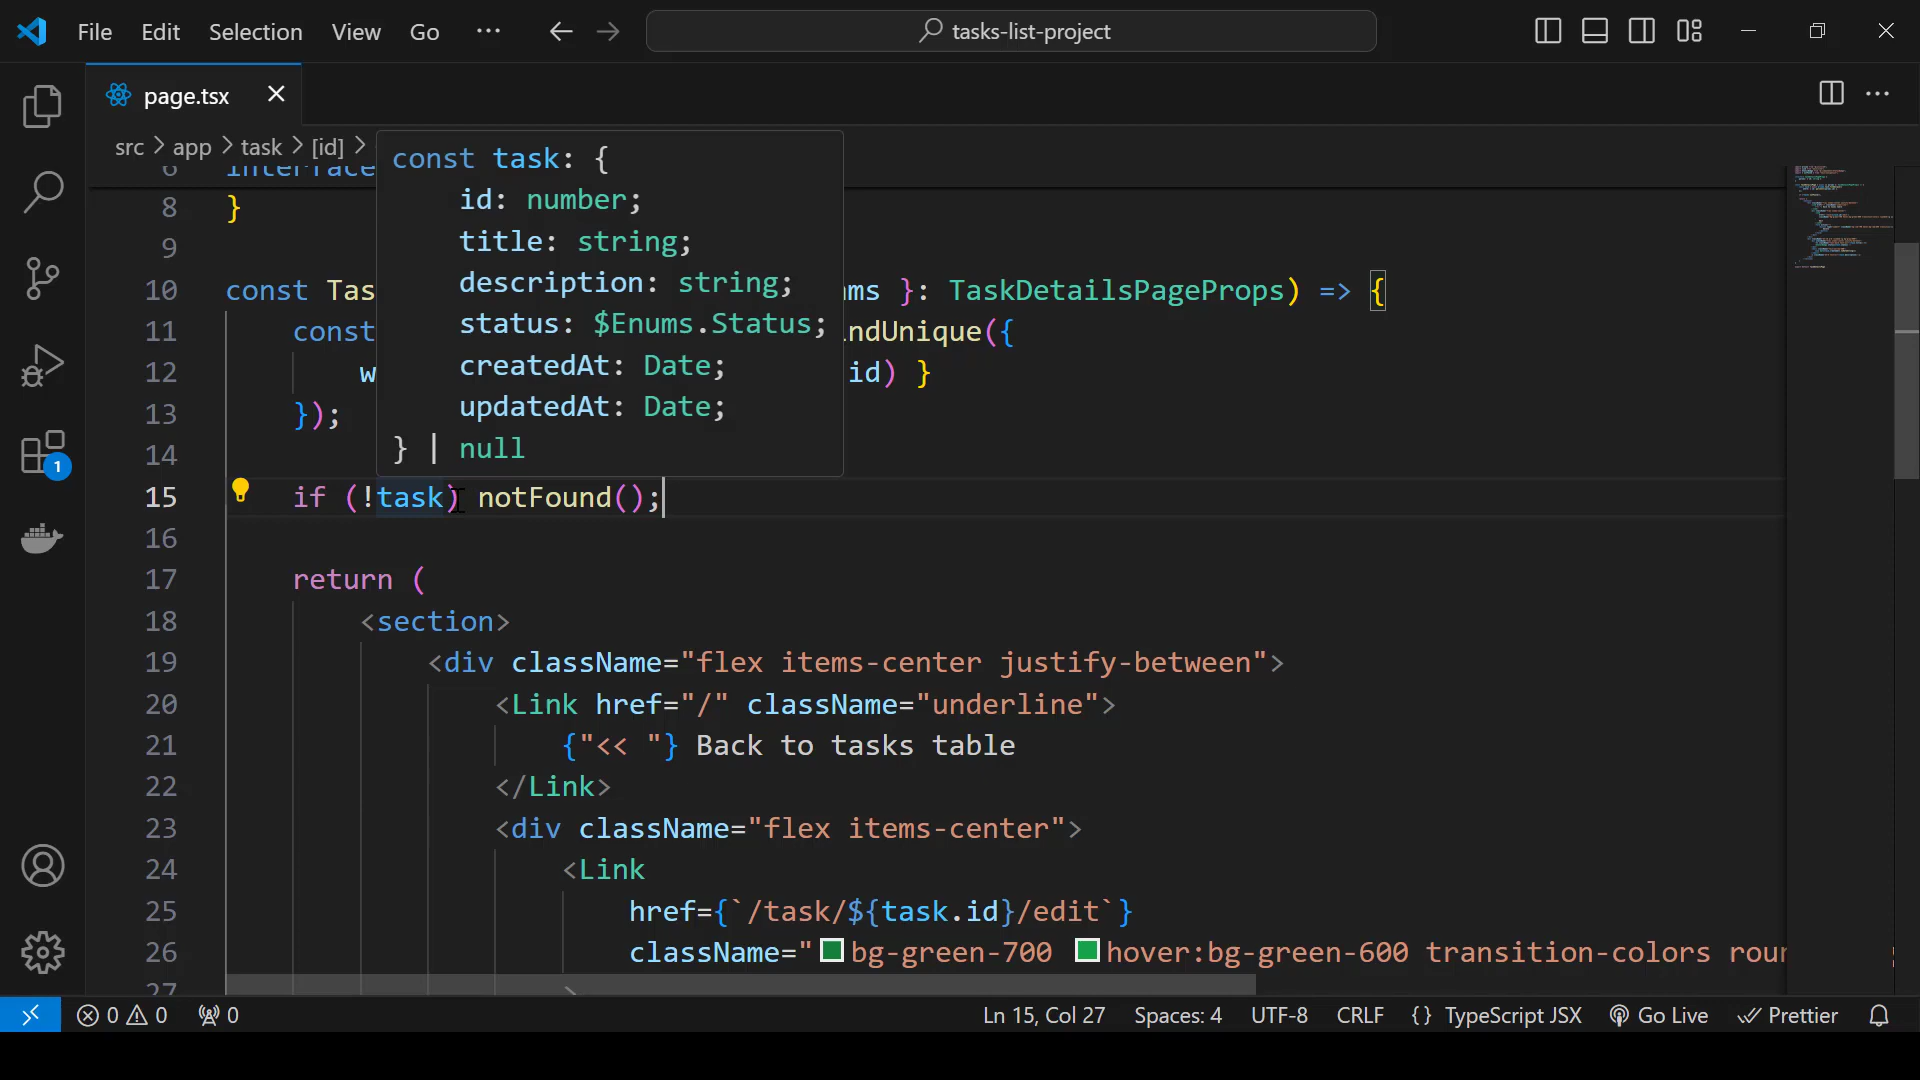 File Edit Selection View Go ··· tasks-list-project
page.tsx
src > app > task > [id] >
6 interface
8 }
9
10 const Tas ams }: TaskDetailsPageProps) => {
11 const indUnique({
12 w id) }
13 });
14
const task: {
id: number;
title: string;
description: string;
status: $Enums.Status;
createdAt: Date;
updatedAt: Date;
} | null
15 if (!task) notFound();
16
17 return (
18 <section>
19 <div className="flex items-center justify-between">
20 <Link href="/" className="underline">
21 {"<< "} Back to tasks table
22 </Link>
23 <div className="flex items-center">
24 <Link
25 href={`/task/${task.id}/edit`}
26 className="bg-green-700 hover:bg-green-600 transition-colors rour
27 >
1
0 0 0 Ln 15, Col 27 Spaces: 4 UTF-8 CRLF {} TypeScript JSX Go Live Prettier